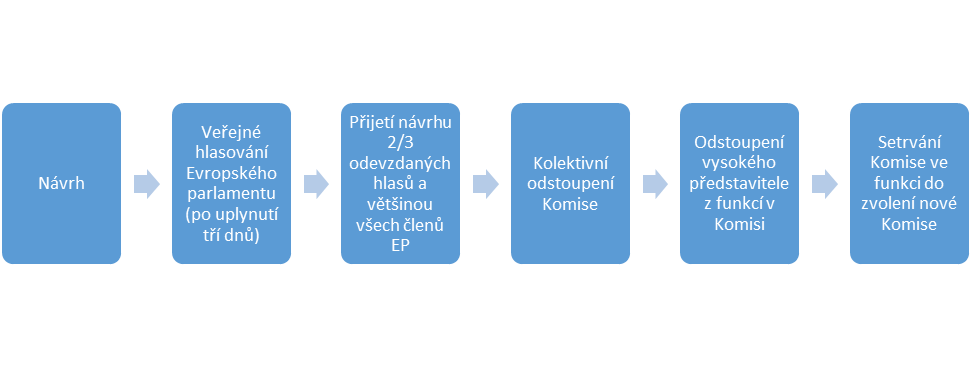 Návrh
Veřejné
hlasování
Evropského
parlamentu
(po uplynutí
tří dnů)
Přijetí návrhu
2/3
odevzdaných
hlasů a
většinou
všech členů
EP
Kolektivní
odstoupení
Komise
Odstoupení
vysokého
představitele
z funkcí v
Komisi
Setrvání
Komise ve
funkci do
zvolení nové
Komise